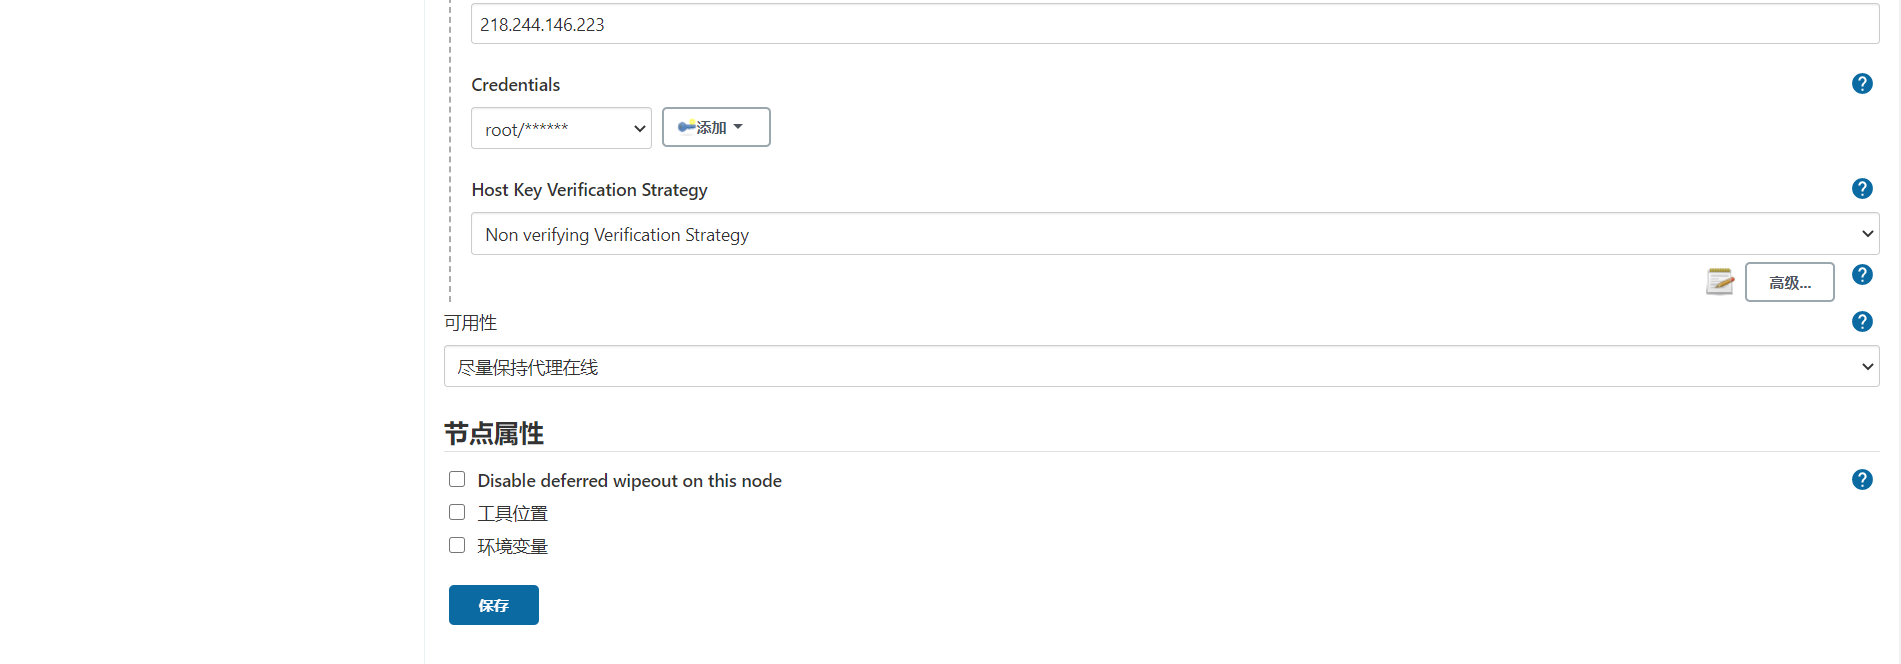 218.244.146.223
Credentials
root/******
添加
Host Key Verification Strategy
Non verifying Verification Strategy
高级...
可用性
尽量保持代理在线
节点属性
Disable deferred wipeout on this node
工具位置
环境变量
保存